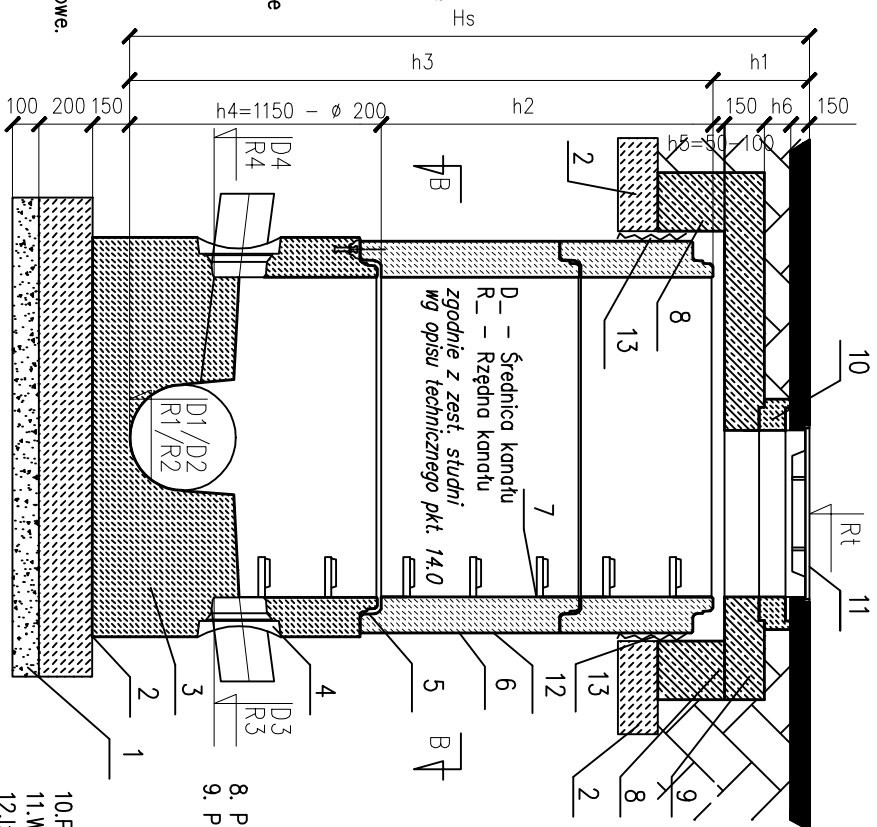 Hs
h3
h1
100
200
150
h4=1150 - ø 200
h2
150
h6
150
h5=50-100
D4
R4
B
2
8
13
10
D_ - Średnica kanału
R_ - Rzędna kanału
zgodnie z zest. studni
wg opisu technicznego pkt. 14.0
7
Rt
11
D1/D2
R1/R2
1
2
3
4
5
6
12
13
2
8
9
D3
R3
B
8. P
9. P
10.P
11.W
owe.
e